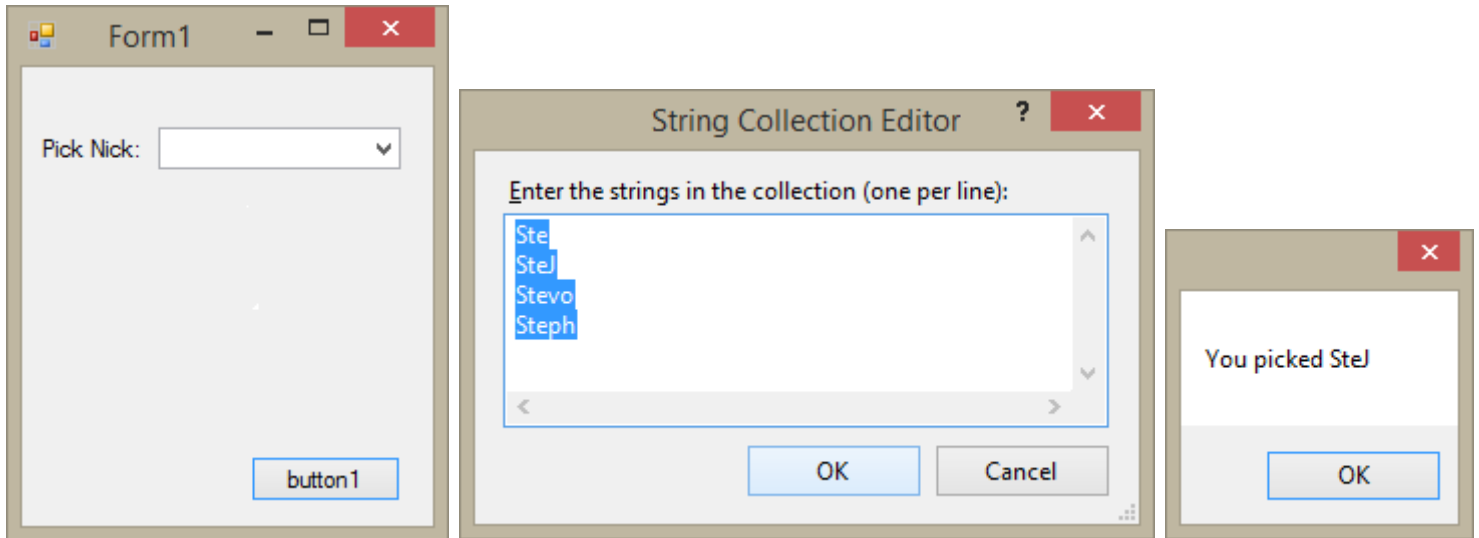 Form1
Pick Nick:
button1
String Collection Editor
?
Enter the strings in the collection (one per line):
Ste
SteJ
Stevo
Steph
OK Cancel
You picked SteJ
OK